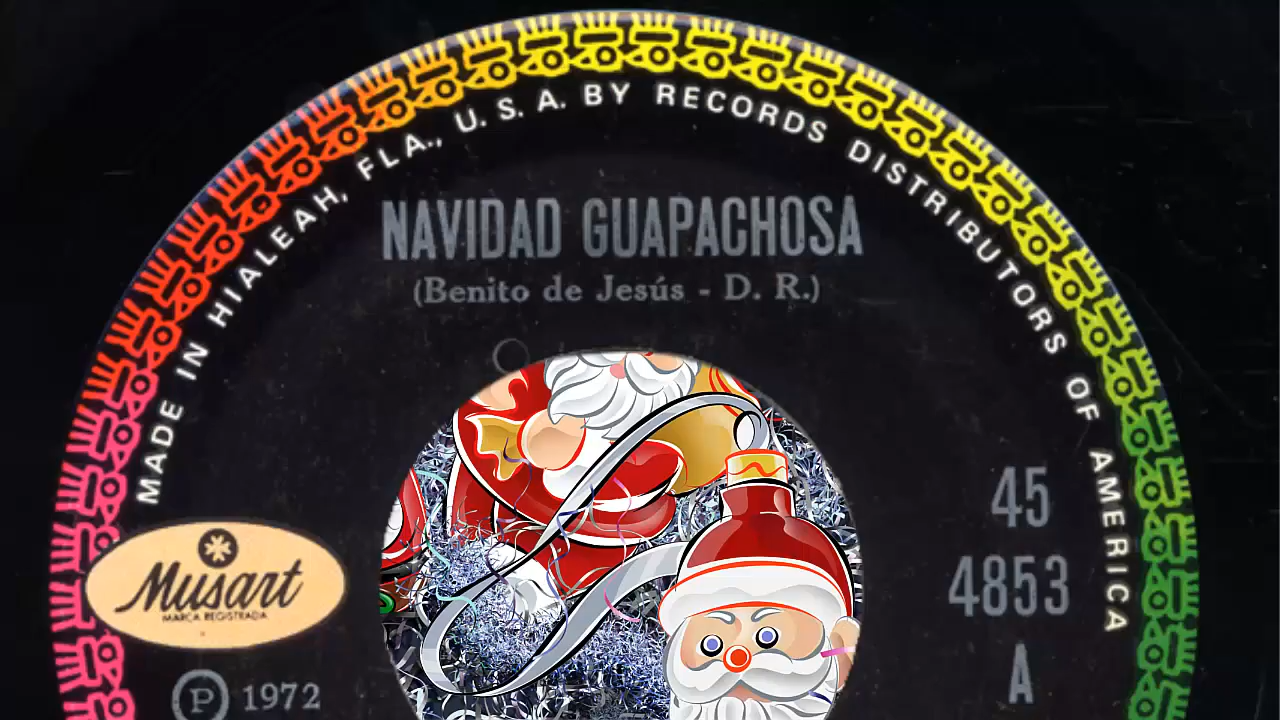 MADE IN HIALEAH, FLA., U. S. A. BY RECORDS DISTRIBUTORS OF AMERICA
NAVIDAD GUAPACHOSA
(Benito de Jesús - D. R.)
45
4853
A
Musart
MARCA REGISTRADA
P 1972